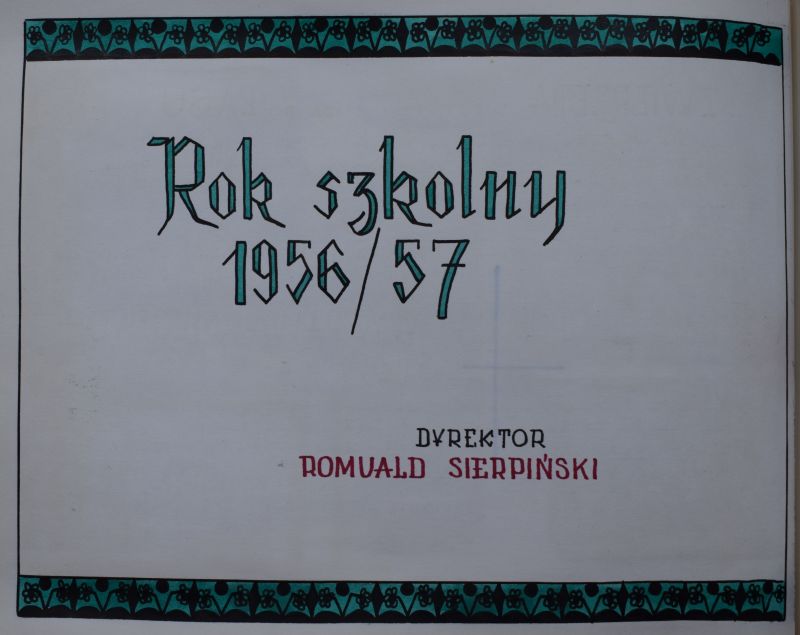 Rok szkolny
1956/57
DYREKTOR
ROMUALD SIERPIŃSKI